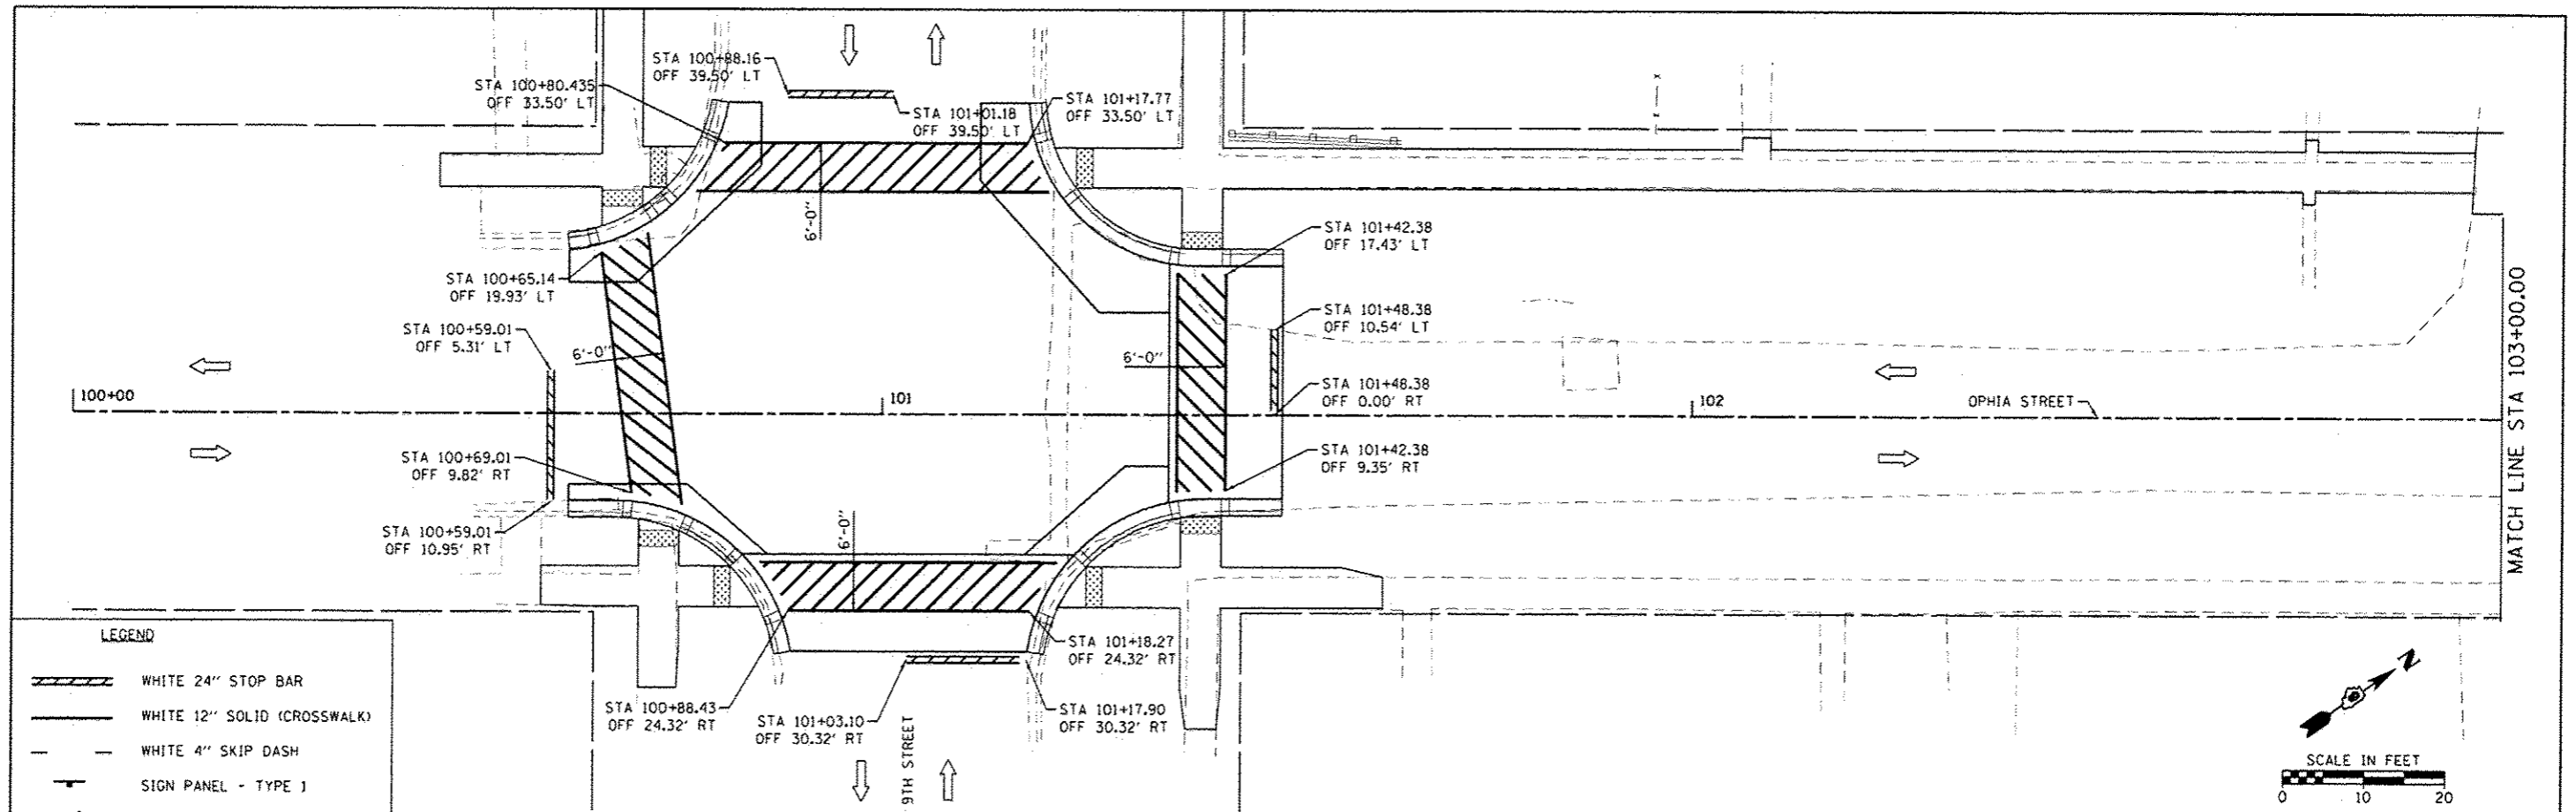 STA 100+88.16
OFF 39.50' LT
STA 100+80.435
OFF 33.50' LT
STA 101+01.18
OFF 39.50' LT
STA 101+17.77
OFF 33.50' LT
6'-0"
STA 101+42.38
OFF 17.43' LT
STA 100+65.14
OFF 19.93' LT
STA 101+48.38
OFF 10.54' LT
STA 100+59.01
OFF 5.31' LT
6'-0"
6'-0"
STA 101+48.38
OFF 0.00' RT
100+00
101
102
OPHIA STREET
MATCH LINE STA 103+00.00
STA 100+69.01
OFF 9.82' RT
STA 101+42.38
OFF 9.35' RT
STA 100+59.01
OFF 10.95' RT
6'-0"
STA 101+18.27
OFF 24.32' RT
STA 100+88.43
OFF 24.32' RT
STA 101+03.10
OFF 30.32' RT
STA 101+17.90
OFF 30.32' RT
9TH STREET
LEGEND
WHITE 24" STOP BAR
WHITE 12" SOLID (CROSSWALK)
WHITE 4" SKIP DASH
SIGN PANEL - TYPE 1
N
SCALE IN FEET
0 10 20